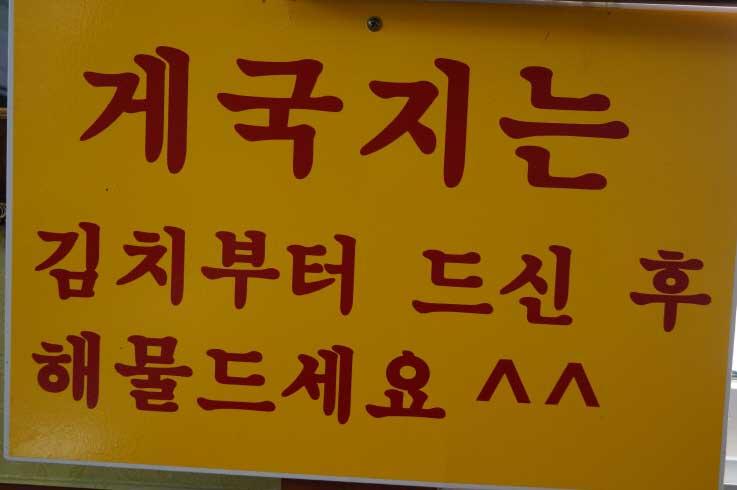 게국지는
김치부터 드신 후
해물드세요 ^^